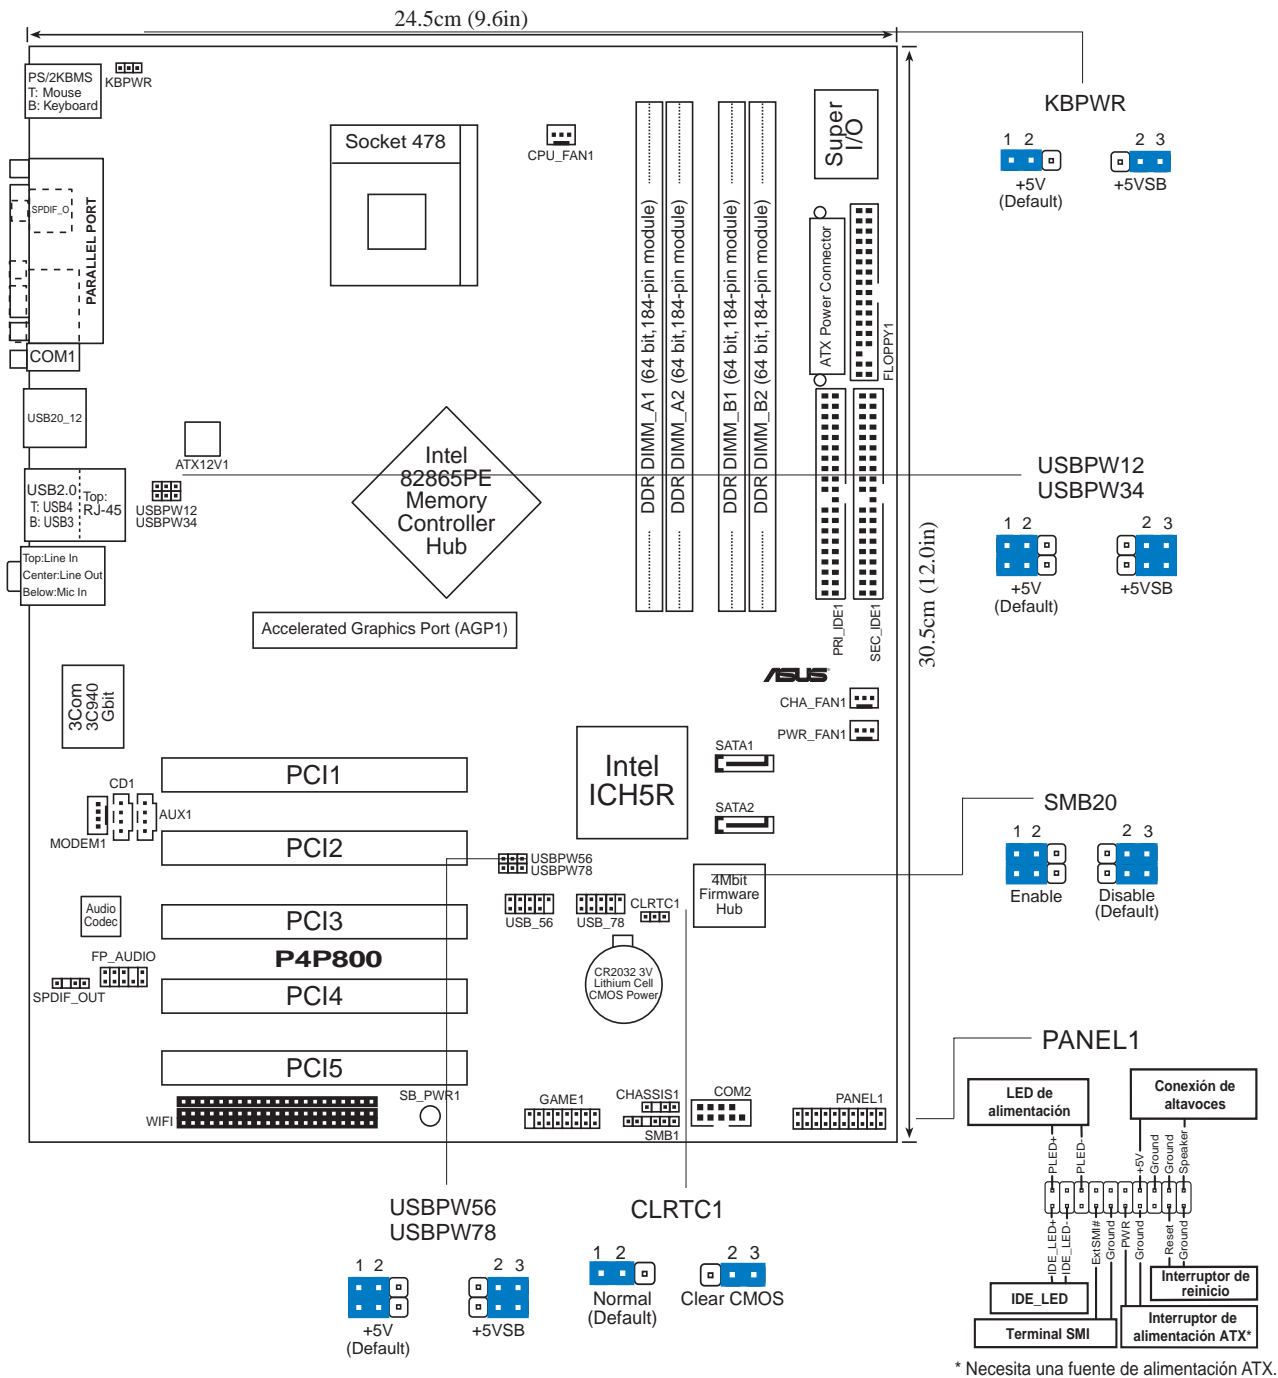 24.5cm (9.6in)
PS/2KBMS
T: Mouse
B: Keyboard
KBPWR
Socket 478
CPU_FAN1
Super
I/O
KBPWR
1 2
2 3
+5V
(Default)
+5VSB
SPDIF_O
PARALLEL PORT
COM1
USB20_12
ATX12V1
DDR DIMM_A1 (64 bit,184-pin module)
DDR DIMM_A2 (64 bit,184-pin module)
DDR DIMM_B1 (64 bit,184-pin module)
DDR DIMM_B2 (64 bit,184-pin module)
ATX Power Connector
FLOPPY1
Intel
82865PE
Memory
Controller
Hub
USB2.0
T: USB4
B: USB3
Top:
RJ-45
USBPW12
USBPW34
USBPW12
USBPW34
1 2
2 3
+5V
(Default)
+5VSB
Top:Line In
Center:Line Out
Below:Mic In
Accelerated Graphics Port (AGP1)
PRI_IDE1
SEC_IDE1
30.5cm (12.0in)
ASUS
3Com
3C940
Gbit
CHA_FAN1
PWR_FAN1
Intel
ICH5R
SATA1
SATA2
PCI1
CD1
AUX1
MODEM1
PCI2
USBPW56
USBPW78
SMB20
1 2
2 3
Enable
Disable
(Default)
4Mbit
Firmware
Hub
USB_56
USB_78
CLRTC1
Audio
Codec
PCI3
P4P800
FP_AUDIO
SPDIF_OUT
PCI4
CR2032 3V
Lithium Cell
CMOS Power
PCI5
SB_PWR1
WIFI
GAME1
CHASSIS1
SMB1
COM2
PANEL1
PANEL1
LED de
alimentación
Conexión de
altavoces
PLED+
PLED-
+5V
Ground
Ground
Speaker
IDE_LED+
IDE_LED-
ExtSMI#
Ground
PWR
Ground
Reset
Ground
IDE_LED
Interruptor de
reinicio
Terminal SMI
Interruptor de
alimentación ATX*
* Necesita una fuente de alimentación ATX.
USBPW56
USBPW78
1 2
2 3
+5V
(Default)
+5VSB
CLRTC1
1 2
2 3
Normal
(Default)
Clear CMOS